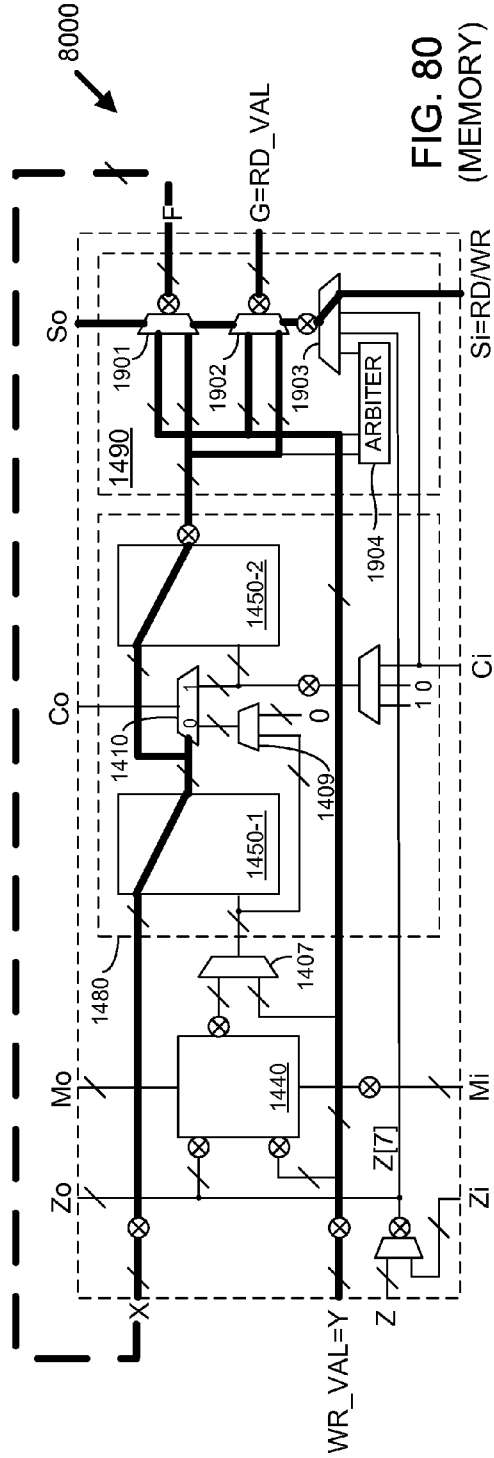 8000
So
F
G=RD_VAL
1901
1902
1903
1490
ARBITER
1904
Si=RD/WR
FIG. 80
(MEMORY)
Co
1410
0
1
1450-2
1450-1
1409
0
1 0
Ci
1480
1407
Mo
1440
Mi
Zo
Z[7]
Zi
X
WR_VAL=Y
Z